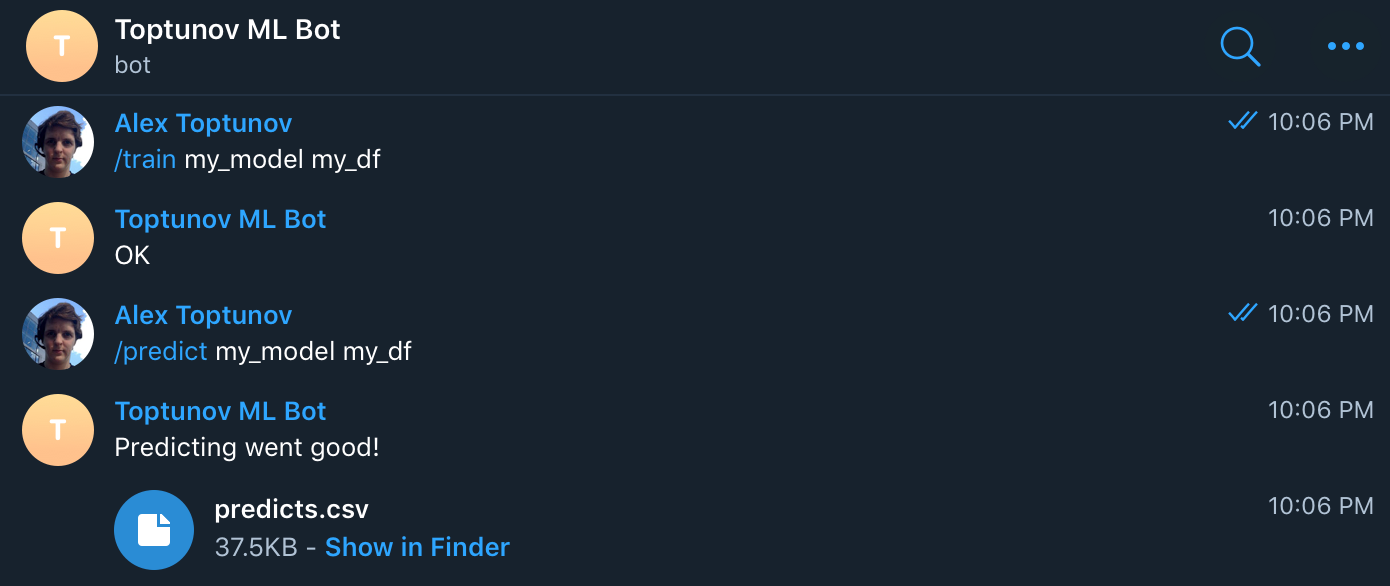 T
Toptunov ML Bot
bot
Alex Toptunov
10:06 PM
/train my_model my_df
T
Toptunov ML Bot
10:06 PM
OK
Alex Toptunov
10:06 PM
/predict my_model my_df
T
Toptunov ML Bot
10:06 PM
Predicting went good!
predicts.csv
10:06 PM
37.5KB - Show in Finder